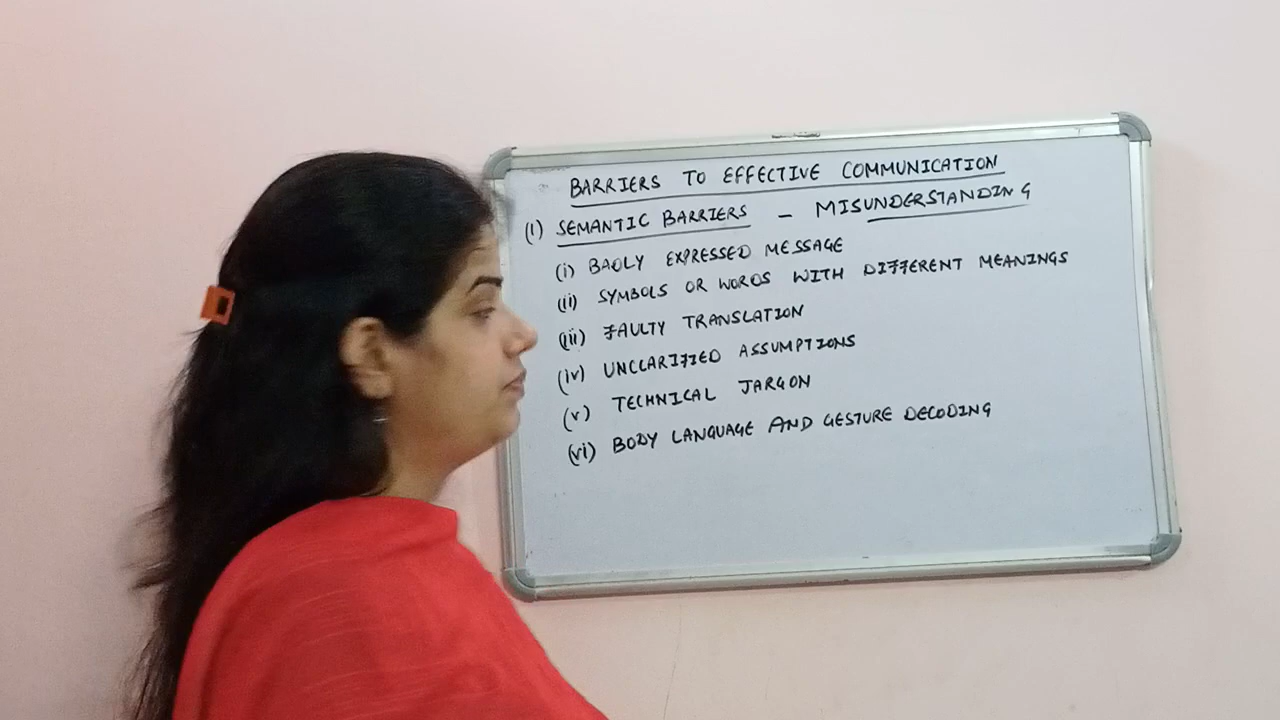 BARRIERS TO EFFECTIVE COMMUNICATION
(1) SEMANTIC BARRIERS - MISUNDERSTANDING
(i) BADLY EXPRESSED MESSAGE
(ii) SYMBOLS OR WORDS WITH DIFFERENT MEANINGS
(iii) FAULTY TRANSLATION
(iv) UNCLARIFIED ASSUMPTIONS
(v) TECHNICAL JARGON
(vi) BODY LANGUAGE AND GESTURE DECODING